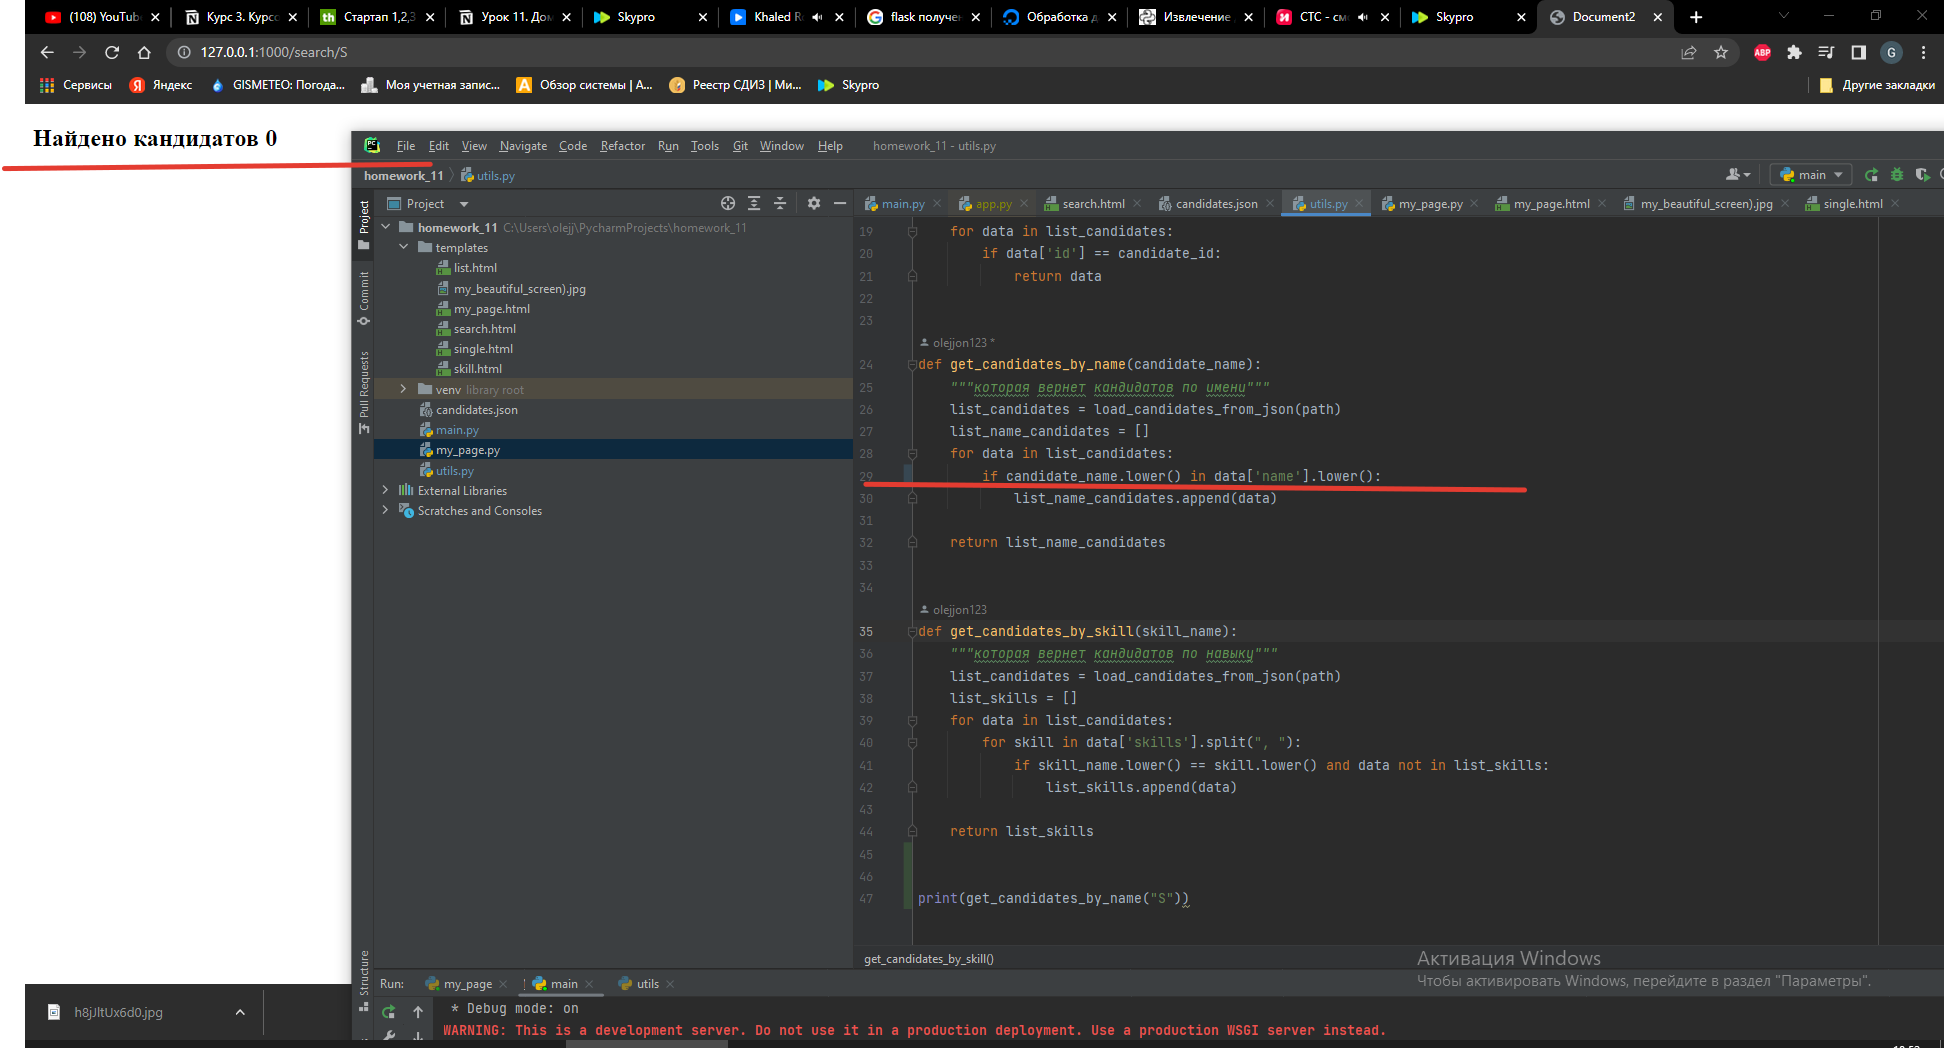 (108) YouTub
Курс 3. Курсо
Стартап 1,2,3
Урок 11. Дом
Skypro
Khaled R
flask получен
Обработка д
Извлечение
СТС - см
Skypro
Document2
127.0.0.1:1000/search/S
Сервисы
Яндекс
GISMETEO: Погода...
Моя учетная запис...
Обзор системы | А...
Реестр СДИЗ | Ми...
Skypro
Другие закладки
Найдено кандидатов 0
File Edit View Navigate Code Refactor Run Tools Git Window Help homework_11 - utils.py
homework_11 utils.py
main
Project
Commit
Pull Requests
Structure
Project
homework_11 C:\Users\olejj\PycharmProjects\homework_11
templates
list.html
my_beautiful_screen).jpg
my_page.html
search.html
single.html
skill.html
venv library root
candidates.json
main.py
my_page.py
utils.py
External Libraries
Scratches and Consoles
main.py app.py search.html candidates.json utils.py my_page.py my_page.html my_beautiful_screen).jpg single.html
19 for data in list_candidates:
20 if data['id'] == candidate_id:
21 return data
22
23
olejjon123 *
24 def get_candidates_by_name(candidate_name):
25 """которая вернет кандидатов по имени"""
26 list_candidates = load_candidates_from_json(path)
27 list_name_candidates = []
28 for data in list_candidates:
29 if candidate_name.lower() in data['name'].lower():
30 list_name_candidates.append(data)
31
32 return list_name_candidates
33
34
olejjon123
35 def get_candidates_by_skill(skill_name):
36 """которая вернет кандидатов по навыку"""
37 list_candidates = load_candidates_from_json(path)
38 list_skills = []
39 for data in list_candidates:
40 for skill in data['skills'].split(", "):
41 if skill_name.lower() == skill.lower() and data not in list_skills:
42 list_skills.append(data)
43
44 return list_skills
45
46
47 print(get_candidates_by_name("S"))
get_candidates_by_skill()
Активация Windows
Чтобы активировать Windows, перейдите в раздел "Параметры".
Run: my_page main utils
* Debug mode: on
WARNING: This is a development server. Do not use it in a production deployment. Use a production WSGI server instead.
h8jJltUx6d0.jpg